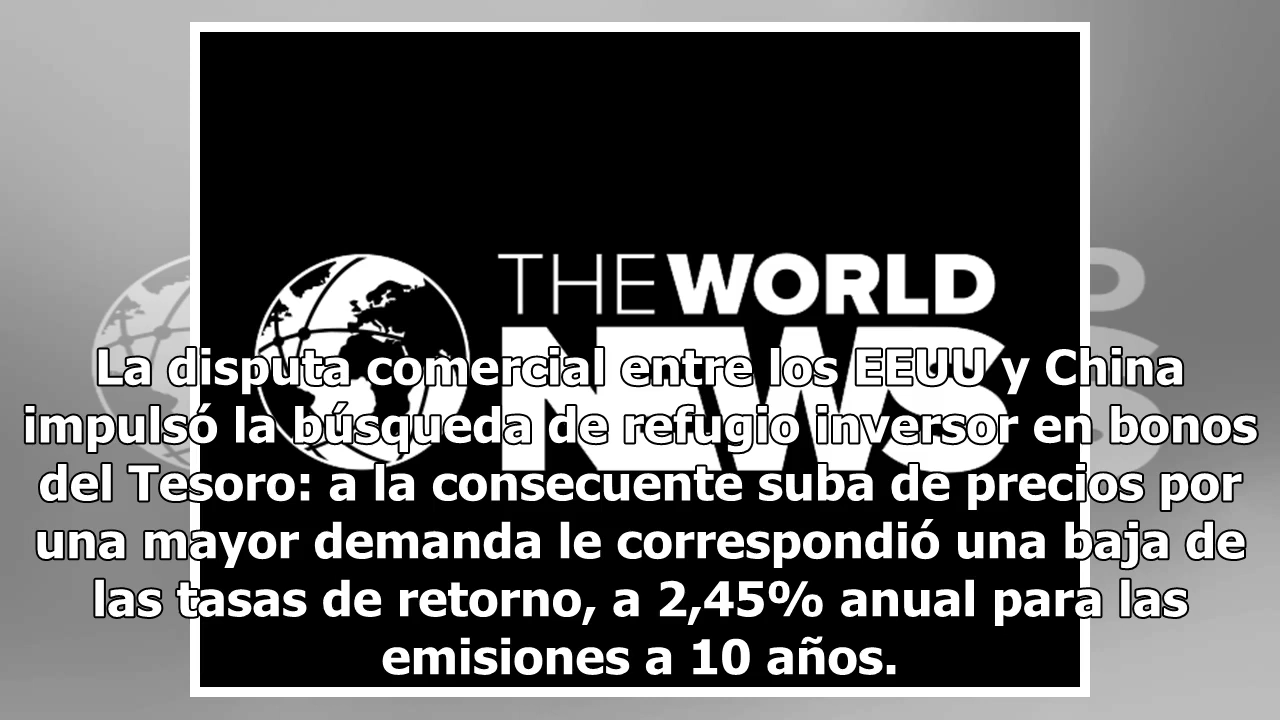 THE WORLD
NEWS
La disputa comercial entre los EEUU y China
impulsó la búsqueda de refugio inversor en bonos
del Tesoro: a la consecuente suba de precios por
una mayor demanda le correspondió una baja de
las tasas de retorno, a 2,45% anual para las
emisiones a 10 años.